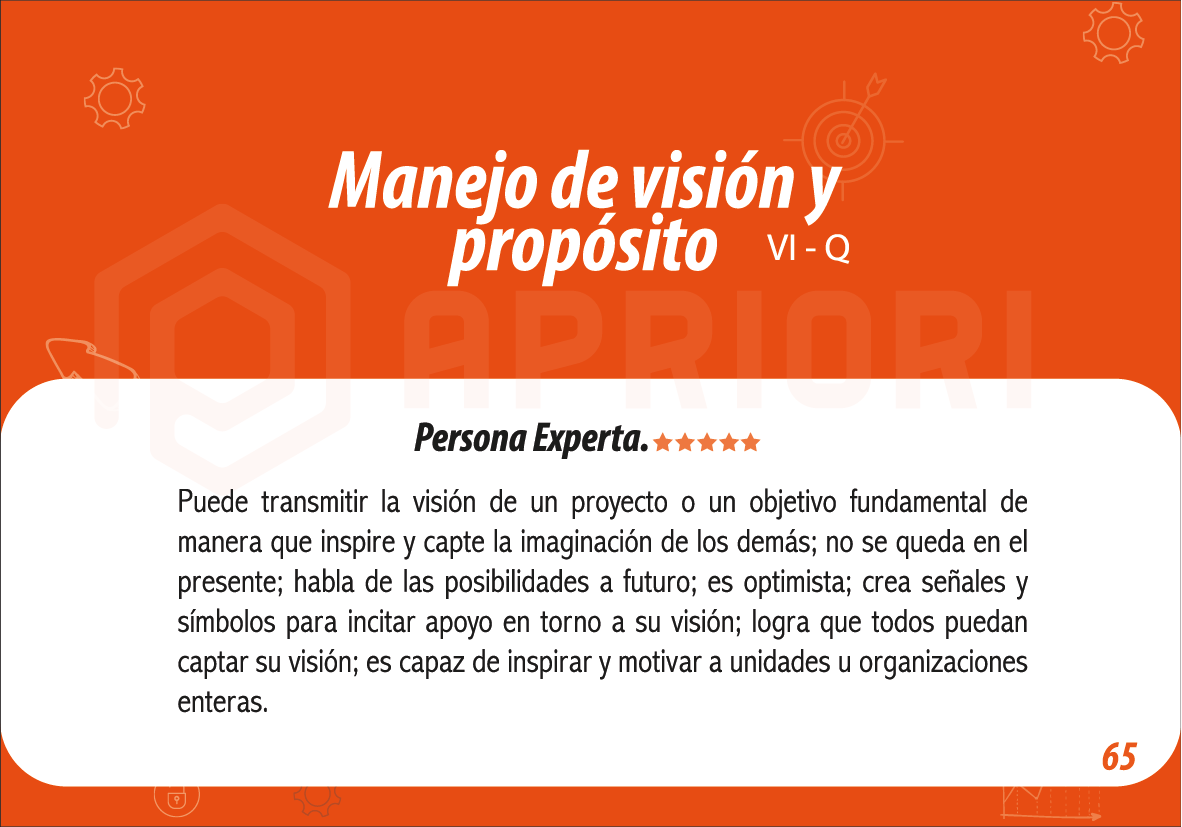 Manejo de visión y
propósito VI - Q
APRIORI
Persona Experta.
Puede transmitir la visión de un proyecto o un objetivo fundamental de
manera que inspire y capte la imaginación de los demás; no se queda en el
presente; habla de las posibilidades a futuro; es optimista; crea señales y
símbolos para incitar apoyo en torno a su visión; logra que todos puedan
captar su visión; es capaz de inspirar y motivar a unidades u organizaciones
enteras.
65